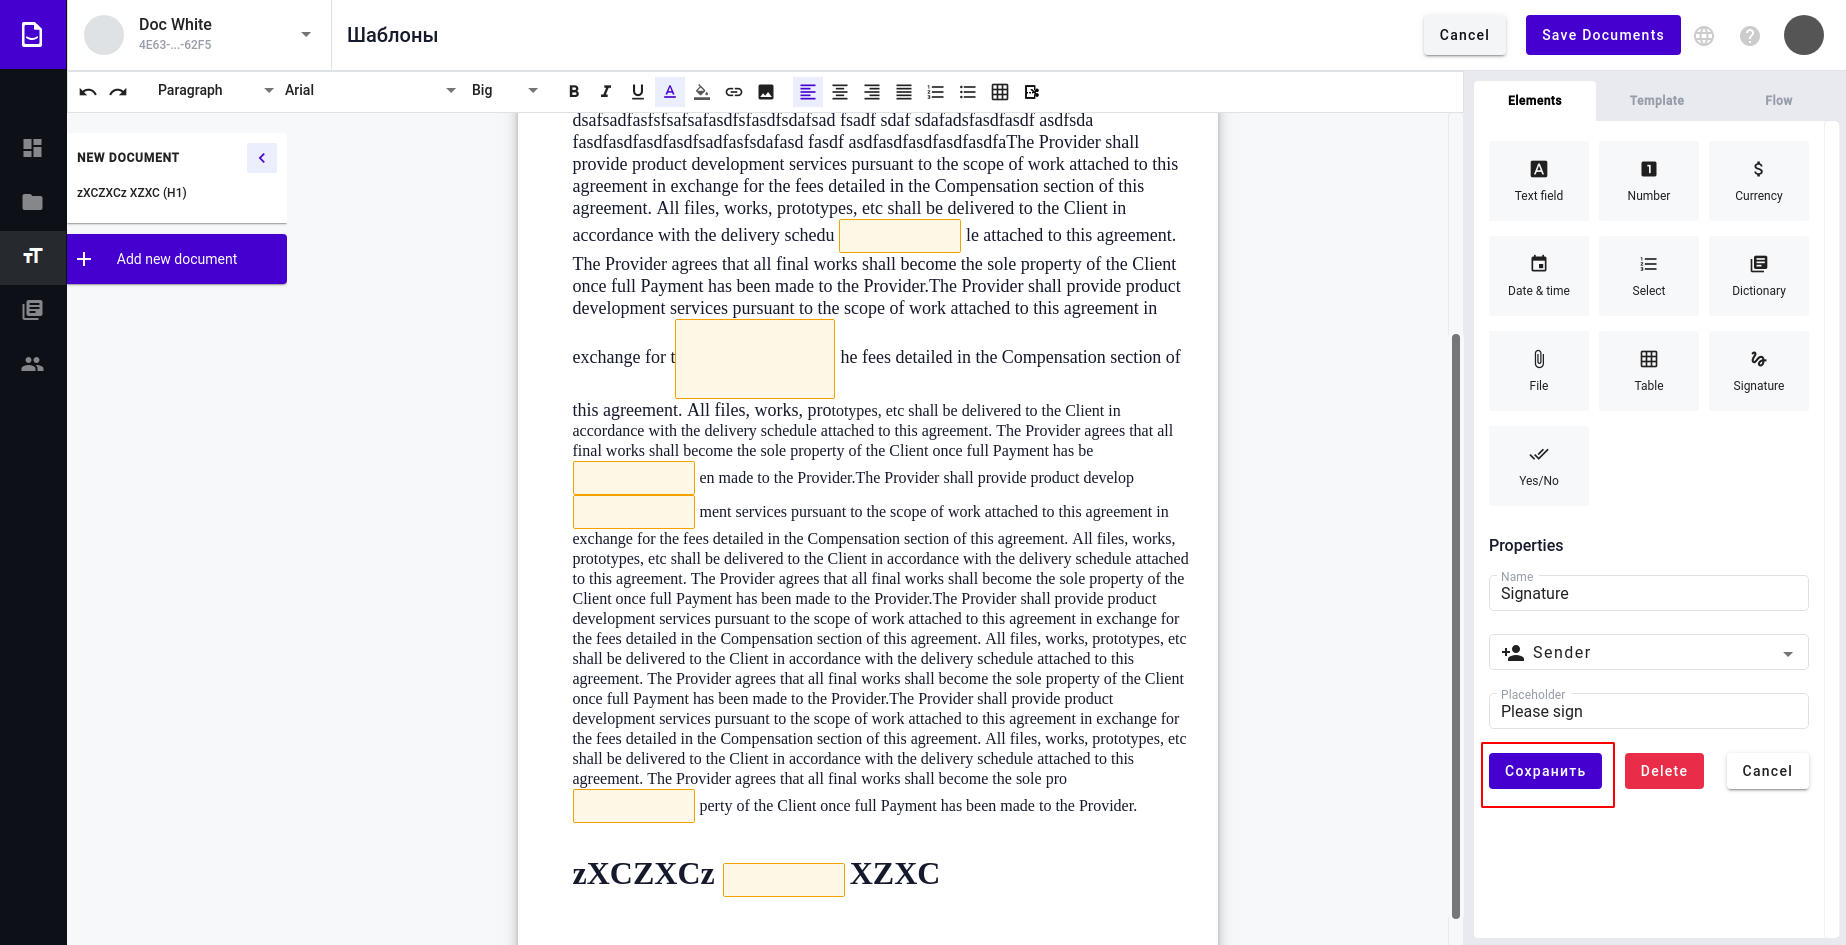 Doc White
4E63-...-62F5
Шаблоны
Cancel
Save Documents
Paragraph
Arial
Big
Elements
Template
Flow
NEW DOCUMENT
zXCZXCz XZXC (H1)
Add new document
dsafsadfasfsfsafsafasdfsfasdfsdafsad fsadf sdaf sdafadsfasdfasdf asdfsda
fasdfasdfasdfasdfsadfasfsdafasd fasdf asdfasdfasdfasdfasdfaThe Provider shall
provide product development services pursuant to the scope of work attached to this
agreement in exchange for the fees detailed in the Compensation section of this
agreement. All files, works, prototypes, etc shall be delivered to the Client in
accordance with the delivery schedu le attached to this agreement.
The Provider agrees that all final works shall become the sole property of the Client
once full Payment has been made to the Provider.The Provider shall provide product
development services pursuant to the scope of work attached to this agreement in
exchange for t he fees detailed in the Compensation section of
this agreement. All files, works, prototypes, etc shall be delivered to the Client in
accordance with the delivery schedule attached to this agreement. The Provider agrees that all
final works shall become the sole property of the Client once full Payment has be
en made to the Provider.The Provider shall provide product develop
ment services pursuant to the scope of work attached to this agreement in
exchange for the fees detailed in the Compensation section of this agreement. All files, works,
prototypes, etc shall be delivered to the Client in accordance with the delivery schedule attached
to this agreement. The Provider agrees that all final works shall become the sole property of the
Client once full Payment has been made to the Provider.The Provider shall provide product
development services pursuant to the scope of work attached to this agreement in exchange for
the fees detailed in the Compensation section of this agreement. All files, works, prototypes, etc
shall be delivered to the Client in accordance with the delivery schedule attached to this
agreement. The Provider agrees that all final works shall become the sole property of the Client
once full Payment has been made to the Provider.The Provider shall provide product
development services pursuant to the scope of work attached to this agreement in exchange for
the fees detailed in the Compensation section of this agreement. All files, works, prototypes, etc
shall be delivered to the Client in accordance with the delivery schedule attached to this
agreement. The Provider agrees that all final works shall become the sole pro
perty of the Client once full Payment has been made to the Provider.
zXCZXCz XZXC
Text field
Number
Currency
Date & time
Select
Dictionary
File
Table
Signature
Yes/No
Properties
Name
Signature
Sender
Placeholder
Please sign
Сохранить
Delete
Cancel